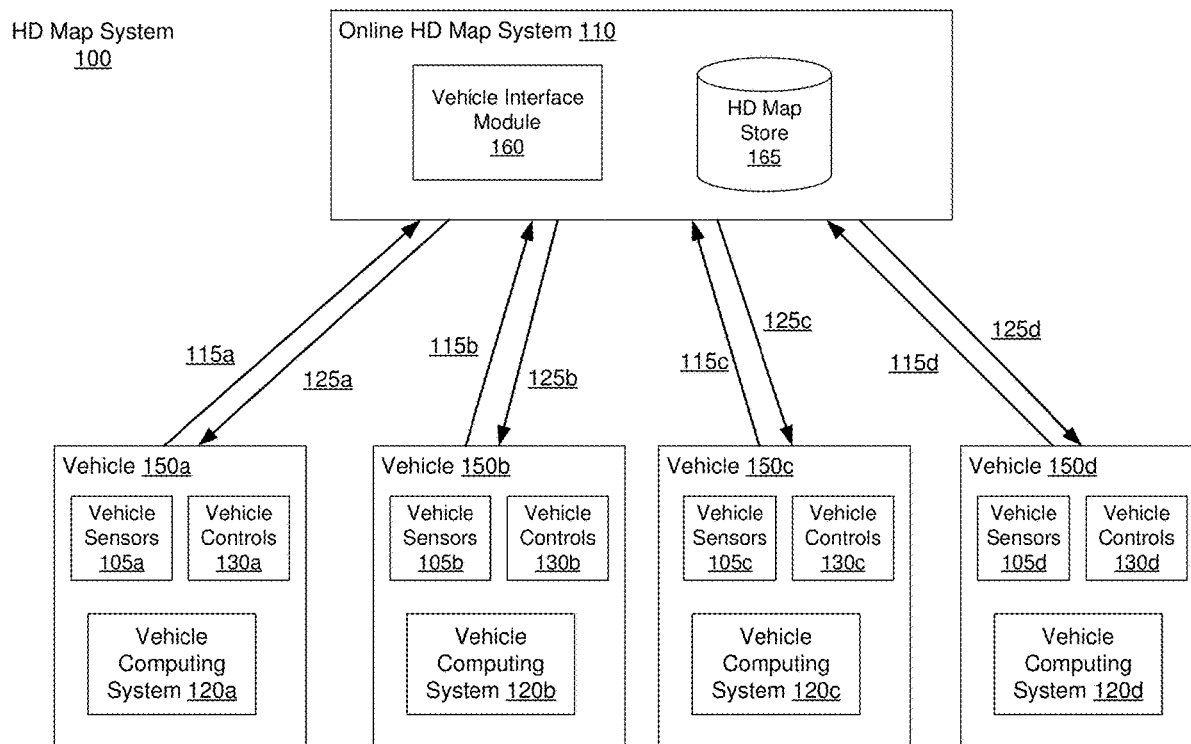 HD Map System
100
Online HD Map System 110
Vehicle Interface
Module
160
HD Map
Store
165
115a
125a
115b
125b
115c
125c
115d
125d
Vehicle 150a
Vehicle
Sensors
105a
Vehicle
Controls
130a
Vehicle
Computing
System 120a
Vehicle 150b
Vehicle
Sensors
105b
Vehicle
Controls
130b
Vehicle
Computing
System 120b
Vehicle 150c
Vehicle
Sensors
105c
Vehicle
Controls
130c
Vehicle
Computing
System 120c
Vehicle 150d
Vehicle
Sensors
105d
Vehicle
Controls
130d
Vehicle
Computing
System 120d